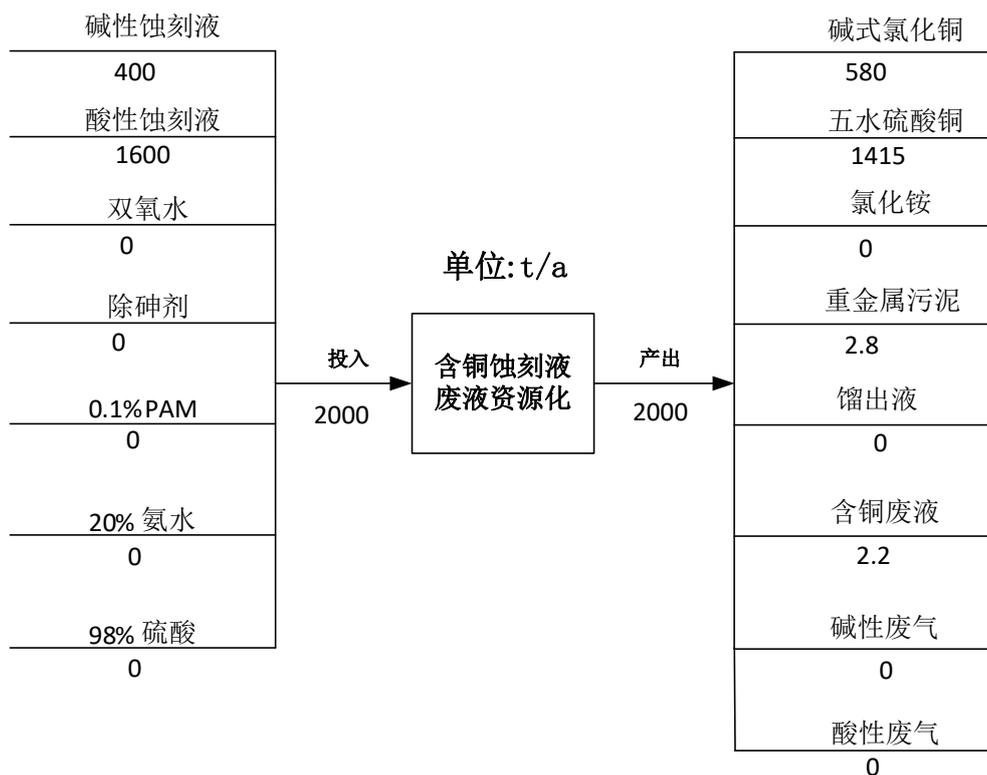 碱性蚀刻液
400
酸性蚀刻液
1600
双氧水
0
除砷剂
0
0.1%PAM
0
20% 氨水
0
98% 硫酸
0
单位:t/a
投入
2000
含铜蚀刻液
废液资源化
产出
2000
碱式氯化铜
580
五水硫酸铜
1415
氯化铵
0
重金属污泥
2.8
馏出液
0
含铜废液
2.2
碱性废气
0
酸性废气
0